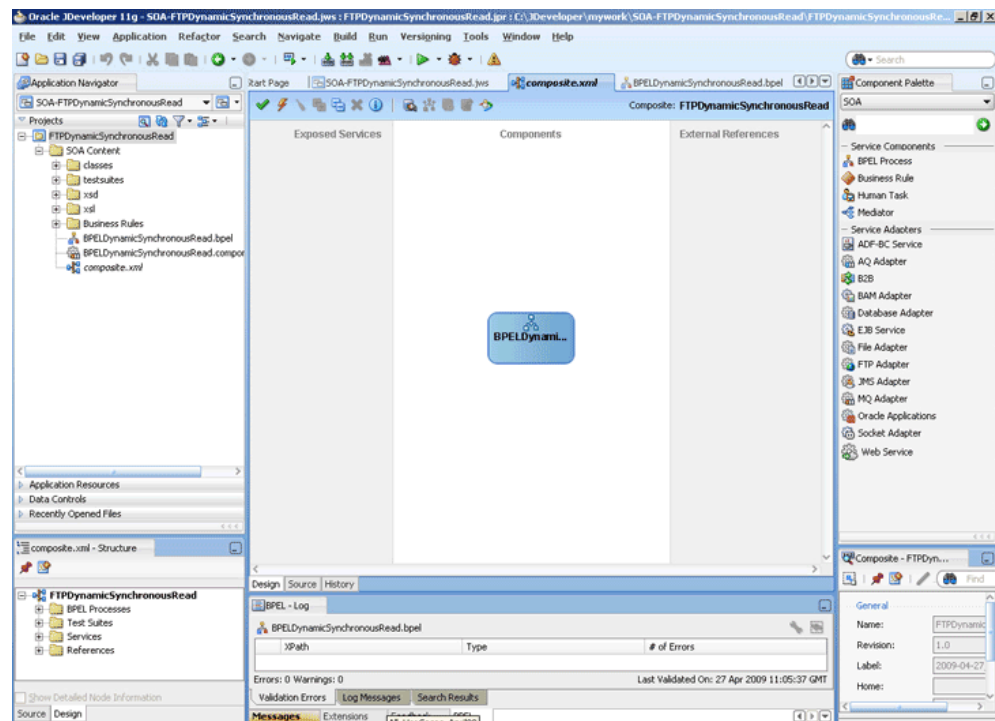 Oracle JDeveloper 11g - SOA-FTPDynamicSynchronousRead.jws : FTPDynamicSynchronousRead.jpr : C:\JDeveloper\mywork\SOA-FTPDynamicSynchronousRead\FTPDynamicSynchronousRe...
File Edit View Application Refactor Search Navigate Build Run Versioning Tools Window Help
Search
Application Navigator
SOA-FTPDynamicSynchronousRead
Projects
FTPDynamicSynchronousRead
SOA Content
classes
testsuites
xsd
xsl
Business Rules
BPELDynamicSynchronousRead.bpel
BPELDynamicSynchronousRead.compor
composite.xml
Application Resources
Data Controls
Recently Opened Files
composite.xml - Structure
FTPDynamicSynchronousRead
BPEL Processes
Test Suites
Services
References
Show Detailed Node Information
Source Design
tart Page SOA-FTPDynamicSynchronousRead.jws composite.xml BPELDynamicSynchronousRead.bpel
Composite: FTPDynamicSynchronousRead
Exposed Services Components External References
BPELDynami...
Design Source History
BPEL - Log
BPELDynamicSynchronousRead.bpel
XPath Type # of Errors
Errors: 0 Warnings: 0 Last Validated On: 27 Apr 2009 11:05:37 GMT
Validation Errors Log Messages Search Results
Messages Extensions
Component Palette
SOA
Service Components
BPEL Process
Business Rule
Human Task
Mediator
Service Adapters
ADF-BC Service
AQ Adapter
B2B
BAM Adapter
Database Adapter
EJB Service
File Adapter
FTP Adapter
JMS Adapter
MQ Adapter
Oracle Applications
Socket Adapter
Web Service
Composite - FTPDyn...
Find
General
Name: FTPDynamic
Revision: 1.0
Label: 2009-04-27
Home: